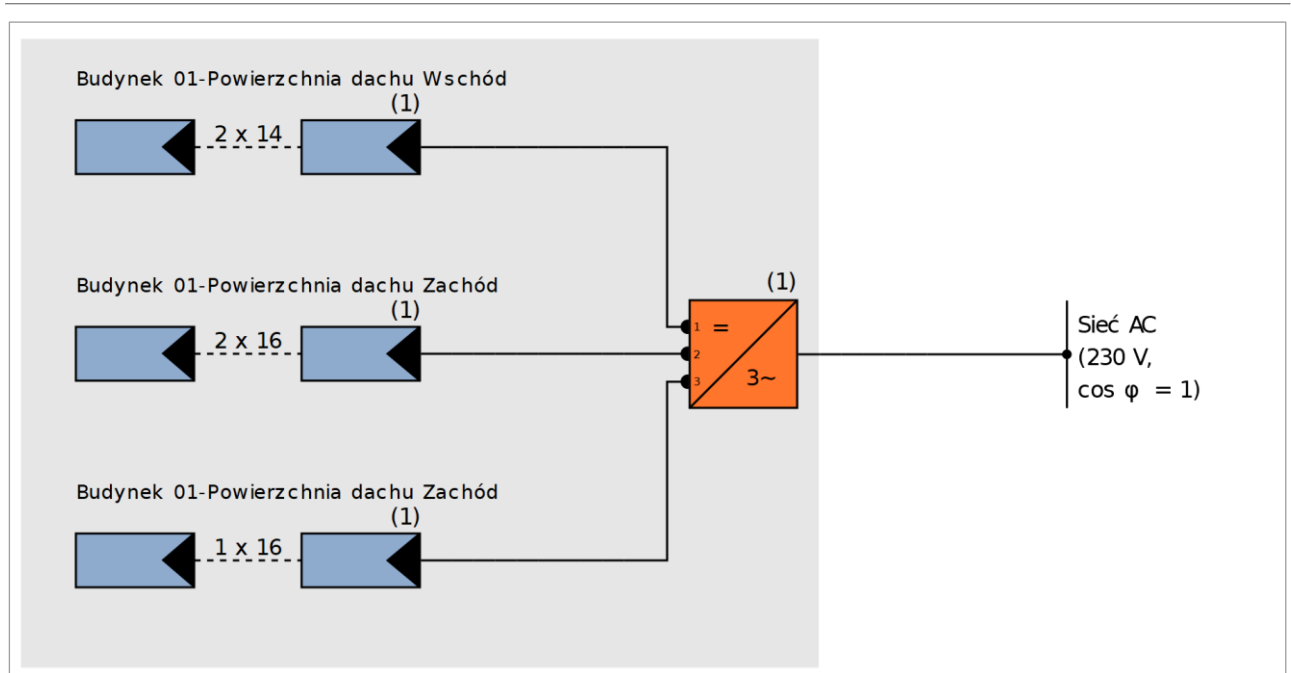 Budynek 01-Powierzchnia dachu Wschód
(1)
2 x 14
Budynek 01-Powierzchnia dachu Zachód
(1)
2 x 16
(1)
1 =
2
3
3~
Sieć AC
(230 V,
cos φ = 1)
Budynek 01-Powierzchnia dachu Zachód
(1)
1 x 16